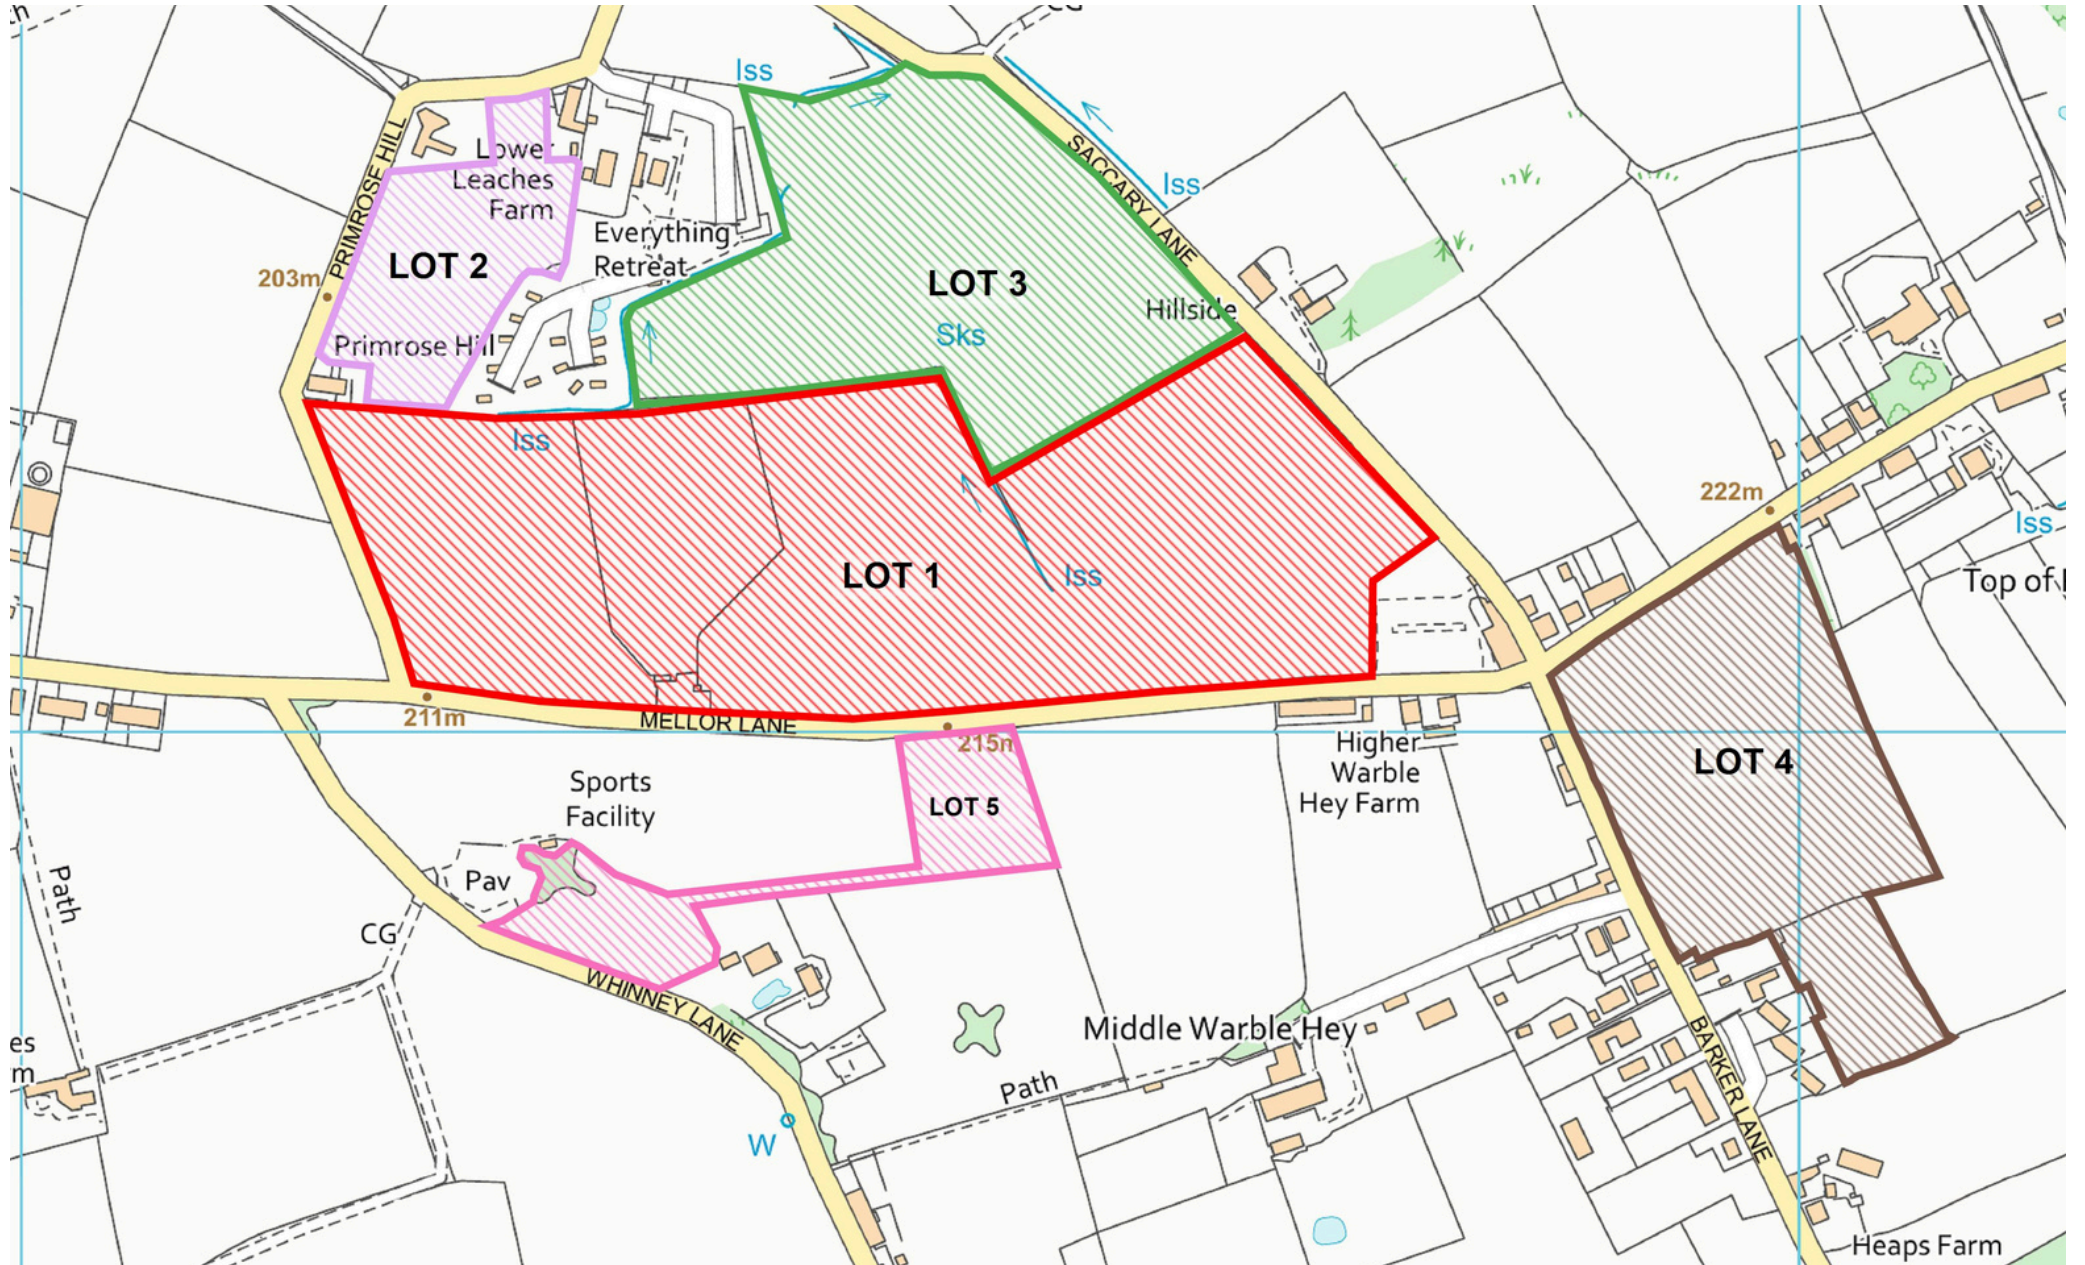 CG
Iss
PRIMROSE HILL
Lower
Leaches
Farm
SACCARY LANE
Iss
Everything
Retreat
LOT 2
203m
LOT 3
Hillside
Sks
Primrose Hill
Iss
222m
Iss
LOT 1
Iss
Top of
211m
MELLOR LANE
215m
Higher
Warble
Hey Farm
LOT 4
Sports
Facility
LOT 5
Path
Pav
CG
WHINNEY LANE
Middle Warble Hey
es
m
Path
BARKER LANE
W
Heaps Farm